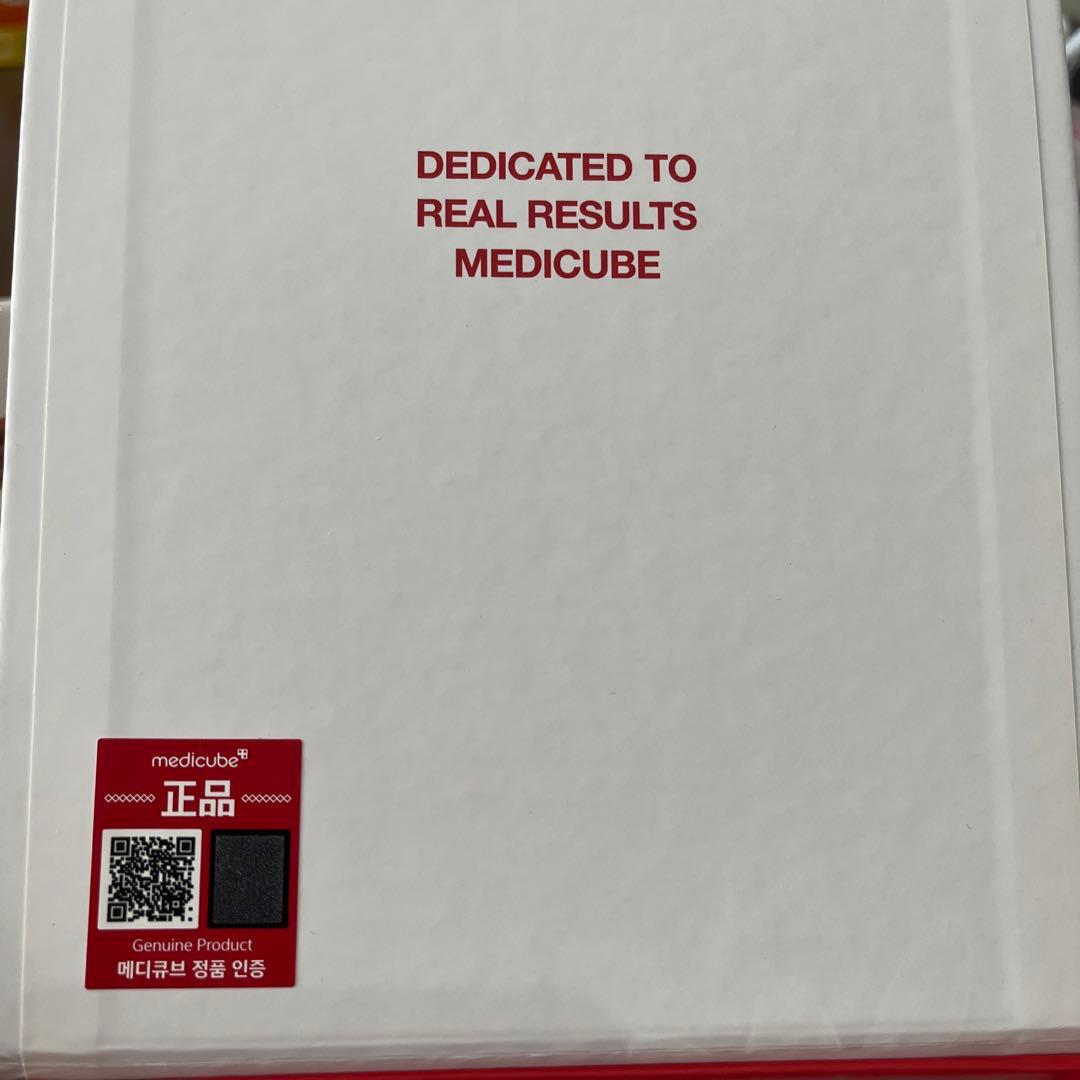 DEDICATED TO
REAL RESULTS
MEDICUBE
medicube
正品
Genuine Product
메디큐브 정품 인증